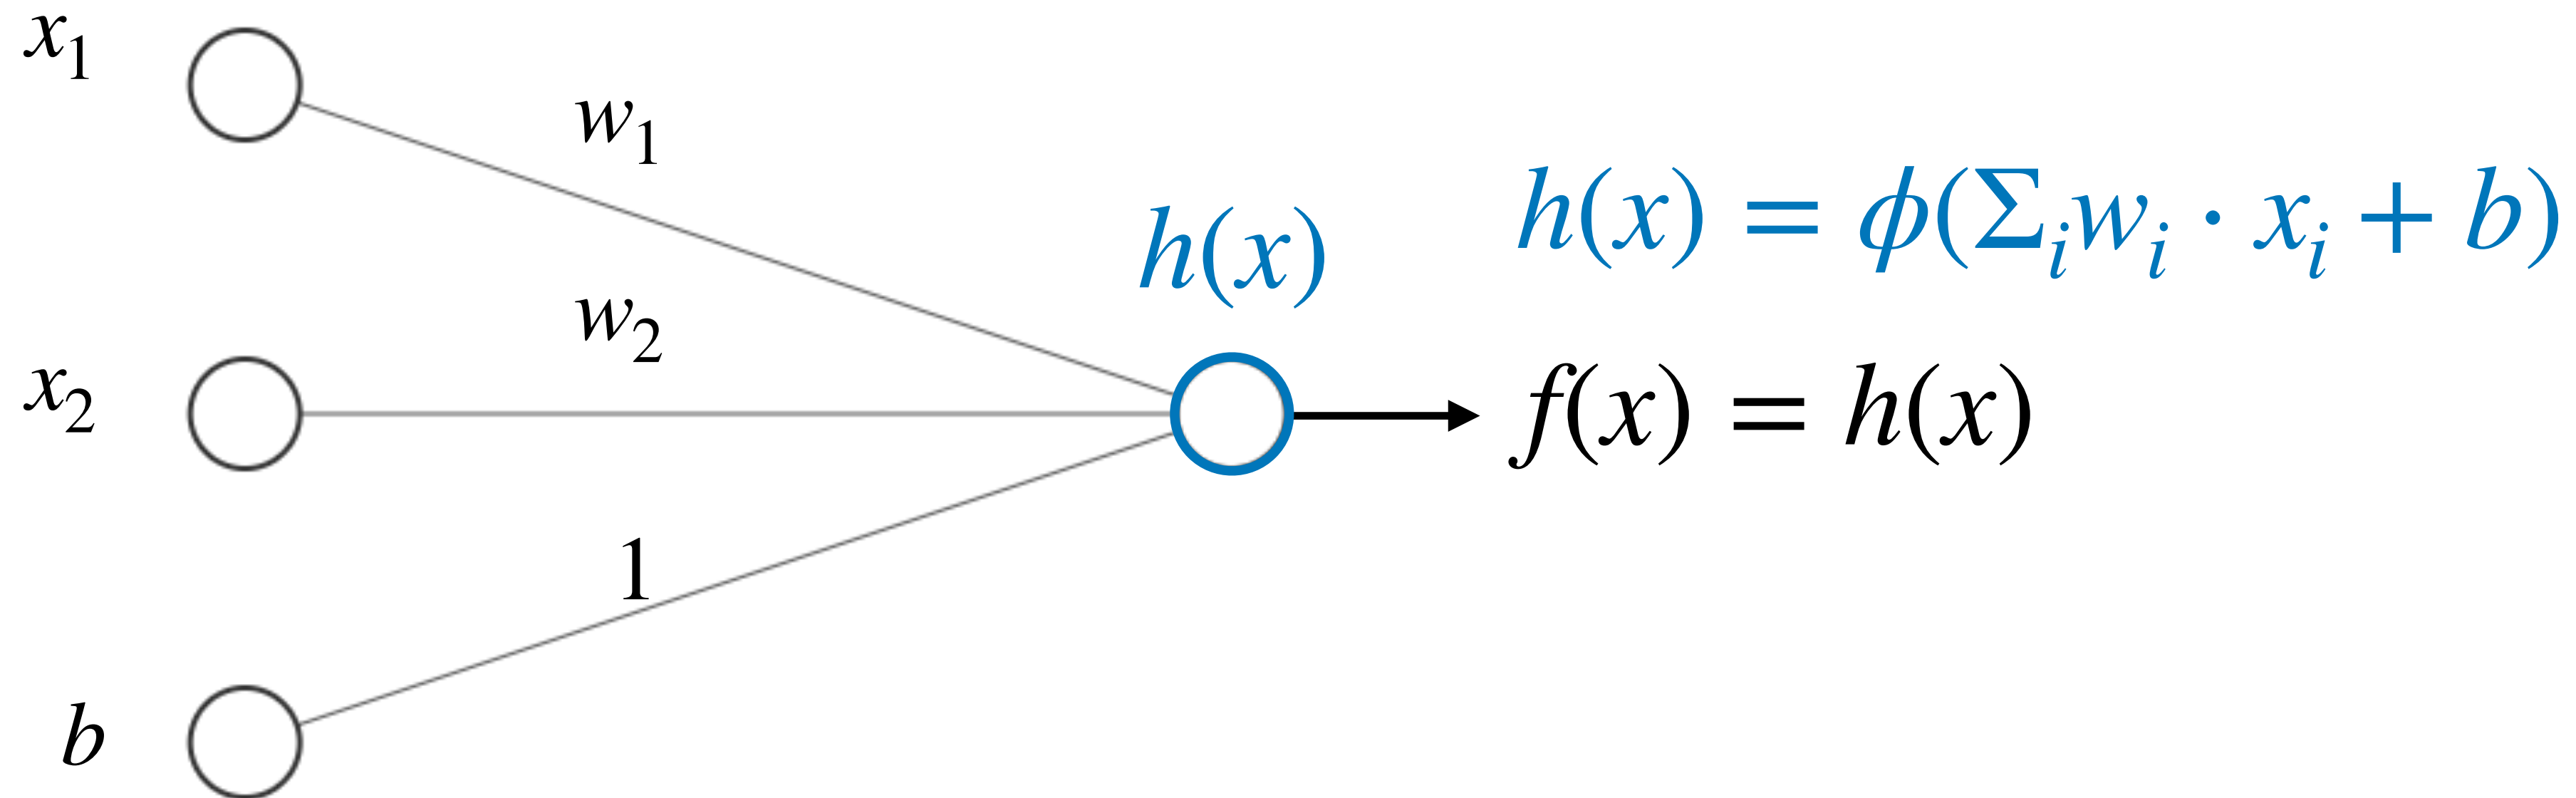 x₁
w₁
h(x) = ϕ(Σᵢwᵢ · xᵢ + b)
h(x)
w₂
x₂
f(x) = h(x)
1
b